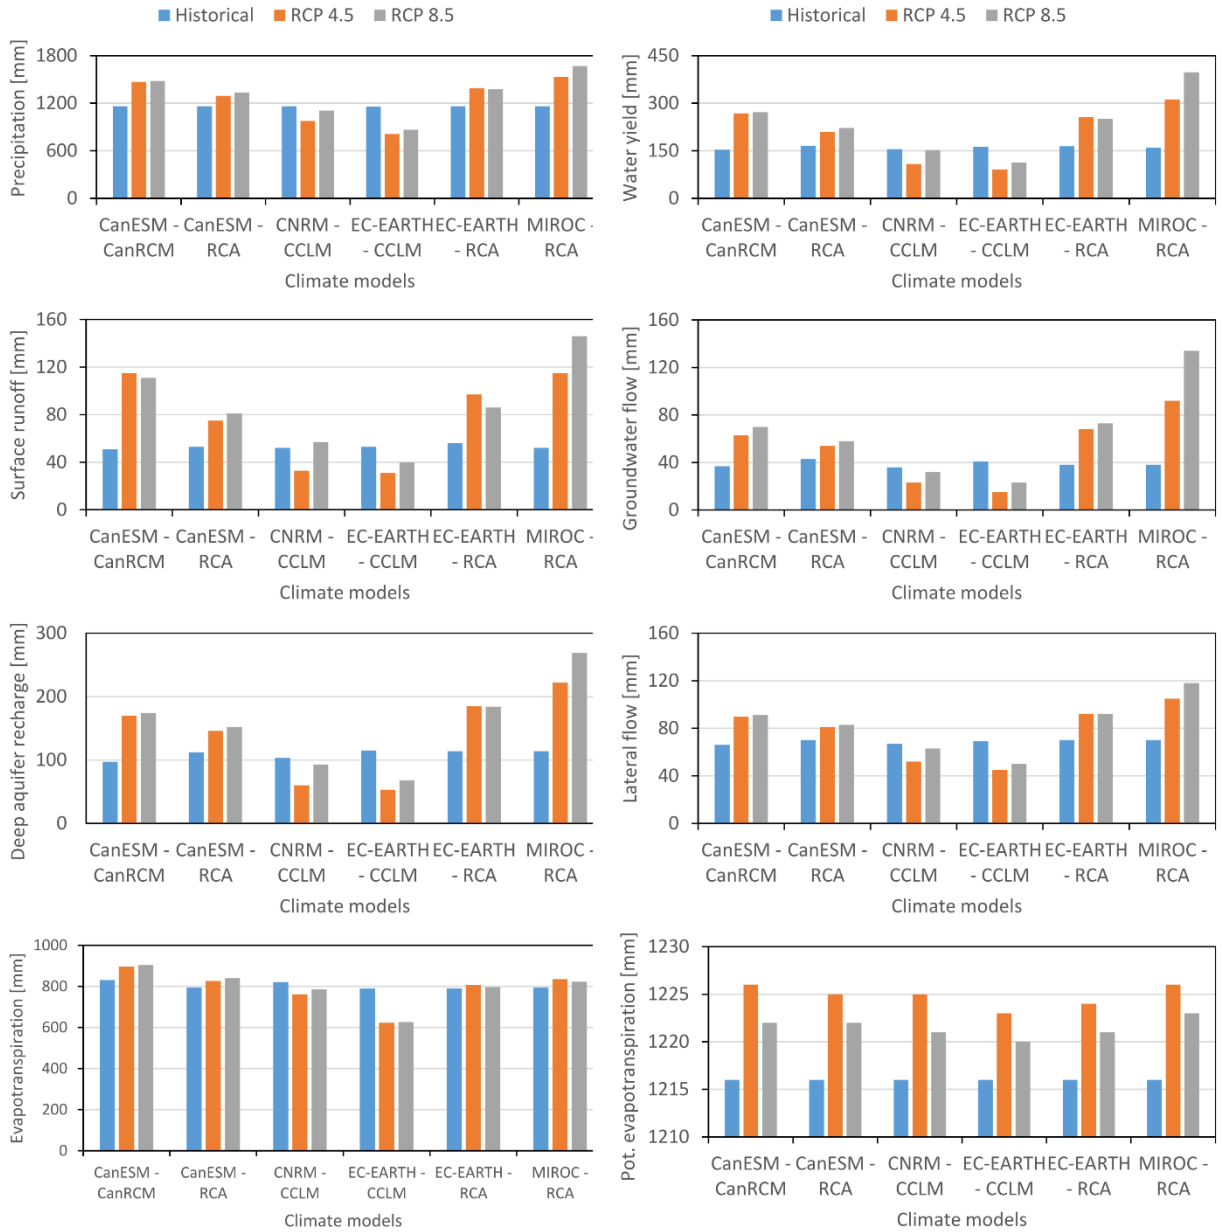 Historical RCP 4.5 RCP 8.5
Precipitation [mm]
1800
1200
600
0
CanESM - CanESM - CNRM - EC-EARTH EC-EARTH MIROC -
CanRCM RCA CCLM - CCLM - RCA RCA
Climate models
Historical RCP 4.5 RCP 8.5
Water yield [mm]
450
300
150
0
CanESM - CanESM - CNRM - EC-EARTH EC-EARTH MIROC -
CanRCM RCA CCLM - CCLM - RCA RCA
Climate models
Surface runoff [mm]
160
120
80
40
0
CanESM - CanESM - CNRM - EC-EARTH EC-EARTH MIROC -
CanRCM RCA CCLM - CCLM - RCA RCA
Climate models
Groundwater flow [mm]
160
120
80
40
0
CanESM - CanESM - CNRM - EC-EARTH EC-EARTH MIROC -
CanRCM RCA CCLM - CCLM - RCA RCA
Climate models
Deep aquifer recharge [mm]
300
200
100
0
CanESM - CanESM - CNRM - EC-EARTH EC-EARTH MIROC -
CanRCM RCA CCLM - CCLM - RCA RCA
Climate models
Lateral flow [mm]
160
120
80
40
0
CanESM - CanESM - CNRM - EC-EARTH EC-EARTH MIROC -
CanRCM RCA CCLM - CCLM - RCA RCA
Climate models
Evapotranspiration [mm]
1000
800
600
400
200
0
CanESM - CanESM - CNRM - EC-EARTH - EC-EARTH - MIROC -
CanRCM RCA CCLM CCLM RCA RCA
Climate models
Pot. evapotranspiration [mm]
1230
1225
1220
1215
1210
CanESM - CanESM - CNRM - EC-EARTH EC-EARTH MIROC -
CanRCM RCA CCLM - CCLM - RCA RCA
Climate models